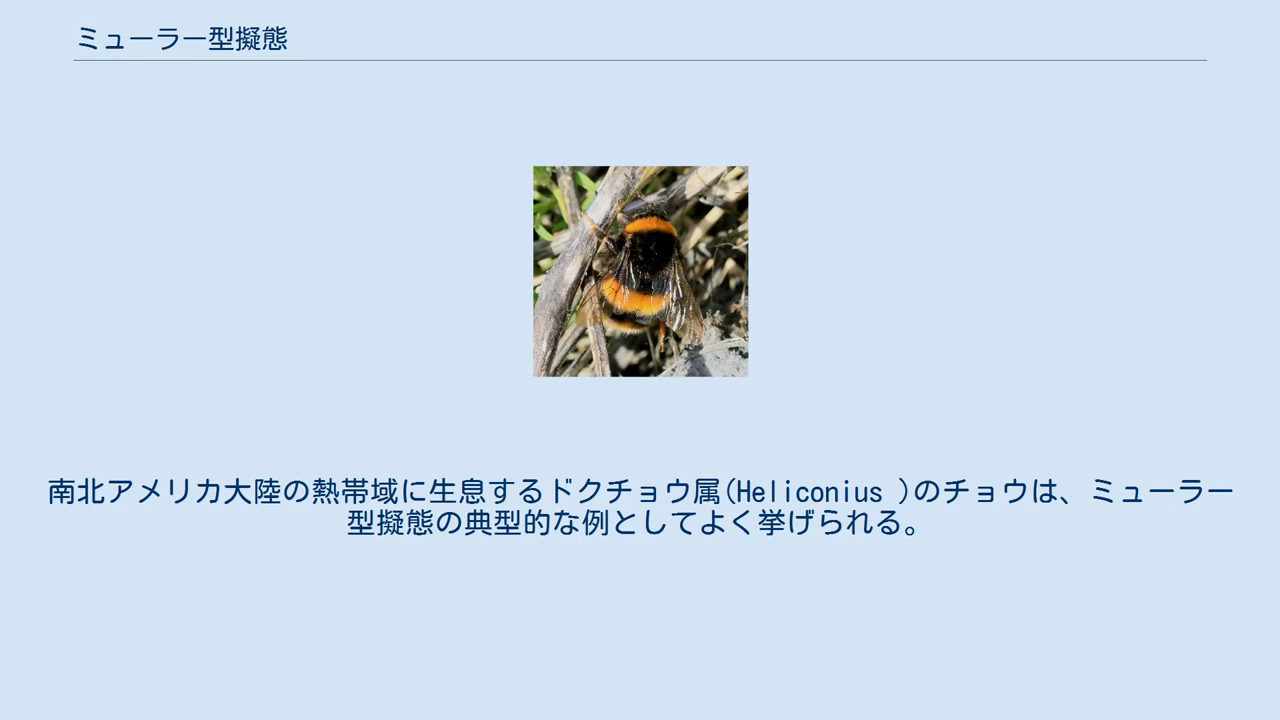 ミューラー型擬態
南北アメリカ大陸の熱帯域に生息するドクチョウ属(Heliconius )のチョウは、ミューラー
型擬態の典型的な例としてよく挙げられる。